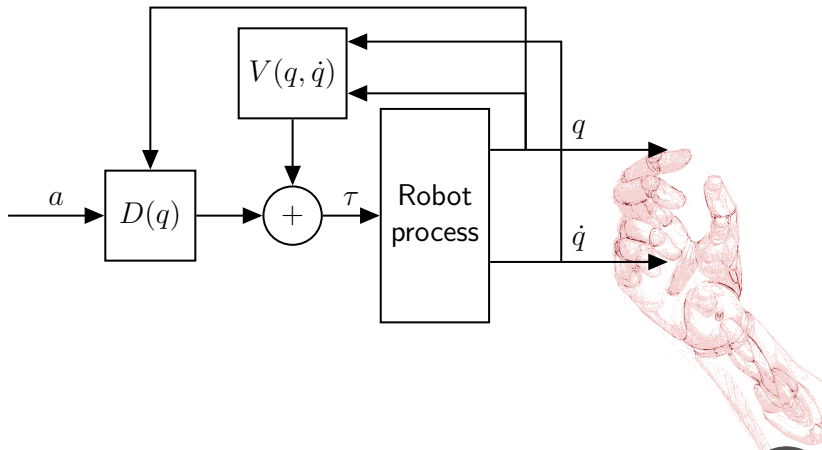 V(q, q̇)
q
a
D(q)
+
τ
Robot
process
q̇